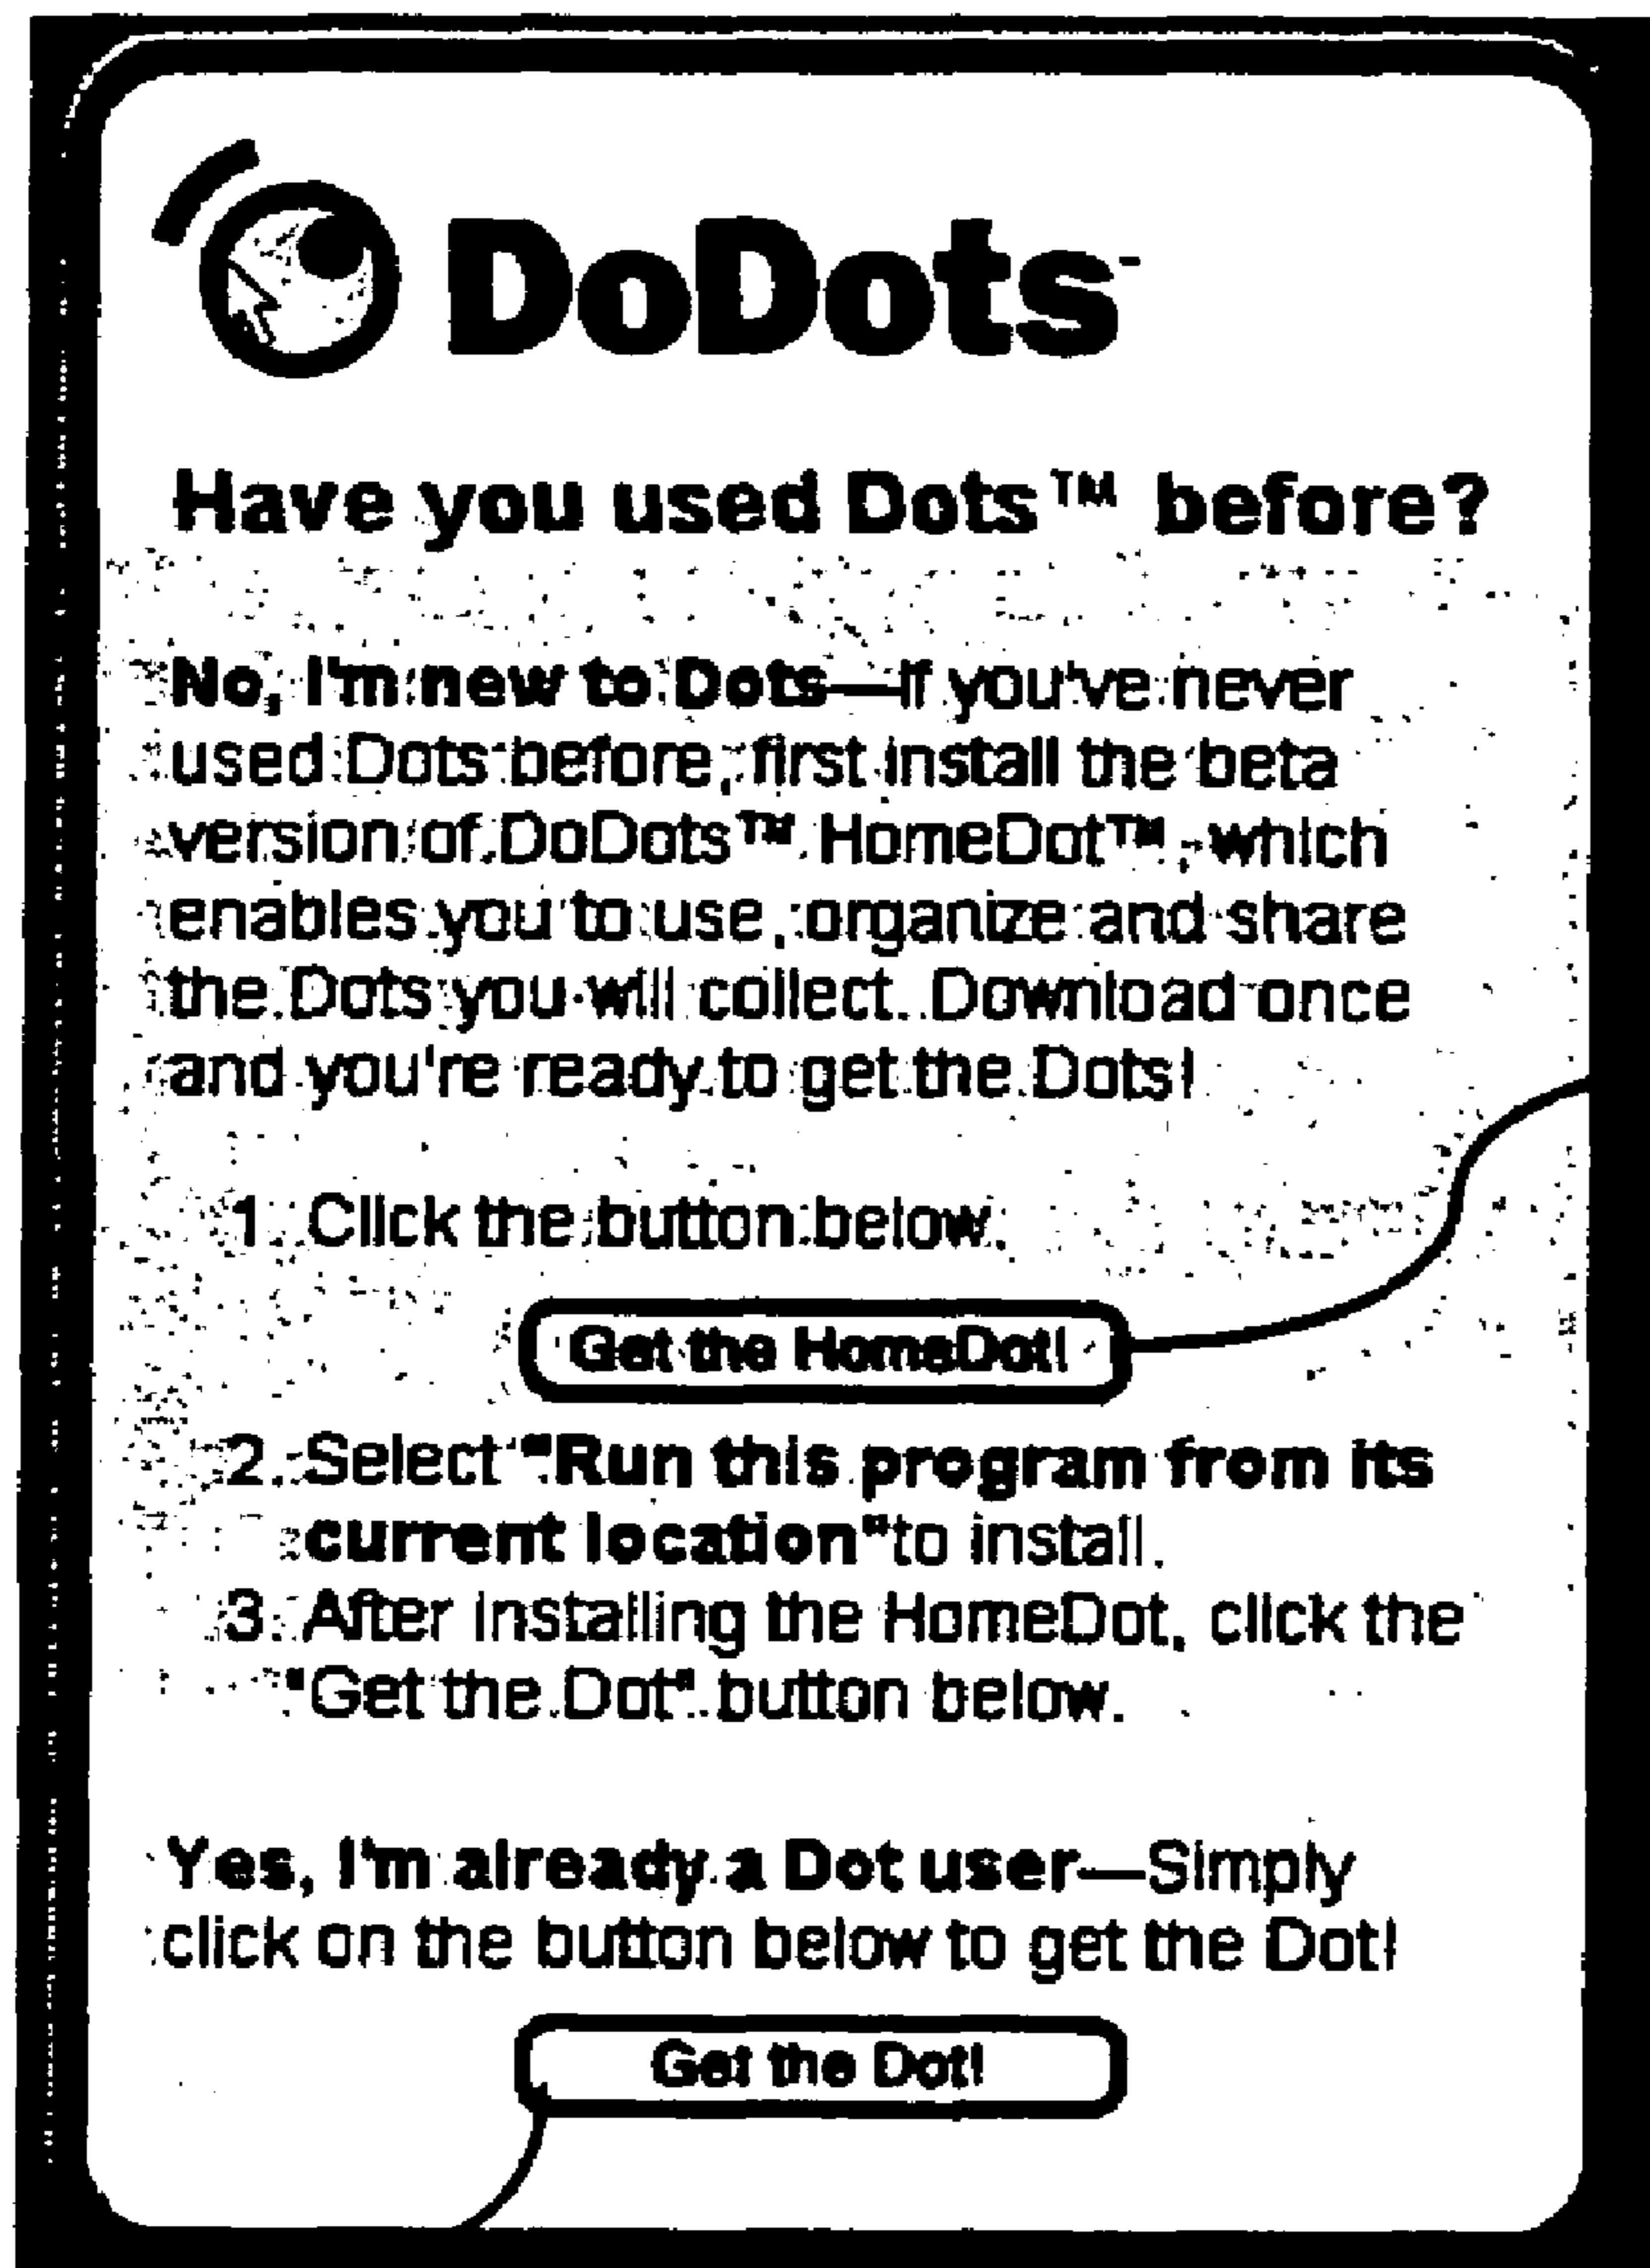 DoDots™
Have you used Dots™ before?
No, I'm new to Dots—If you've never
used Dots before, first install the beta
version of DoDots™ HomeDot™, which
enables you to use, organize and share
the Dots you will collect. Download once
and you're ready to get the Dots!
1. Click the button below.
Get the HomeDot!
2. Select "Run this program from its
current location"to install.
3. After installing the HomeDot, click the
"Get the Dot" button below.
Yes, I'm already a Dot user—Simply
click on the button below to get the Dot!
Get the Dot!